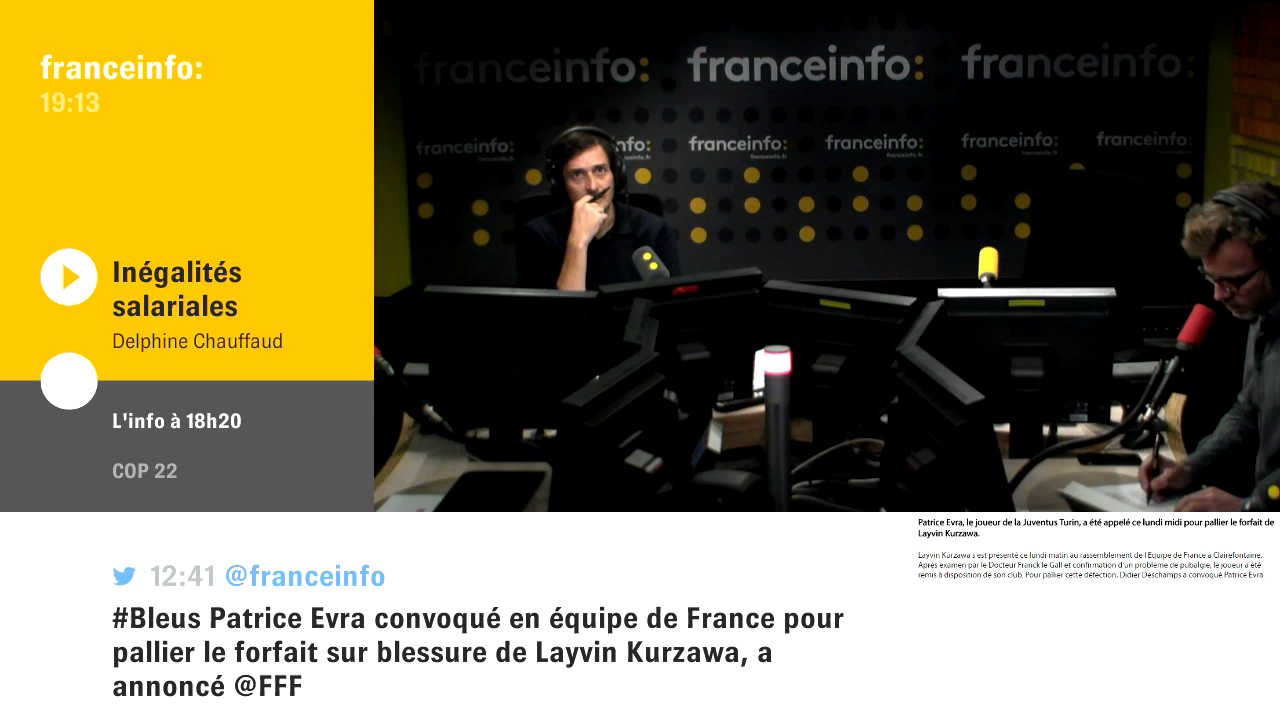 franceinfo:
19:13
Inégalités
salariales
Delphine Chauffaud
L'info à 18h20
COP 22
franceinfo: franceinfo: franceinfo:
franceinfo: nfo: franceinfo: franceinfo: franceinfo: franceinfo:
12:41 @franceinfo
#Bleus Patrice Evra convoqué en équipe de France pour
pallier le forfait sur blessure de Layvin Kurzawa, a
annoncé @FFF
Patrice Evra, le joueur de la Juventus Turin, a été appelé ce lundi midi pour pallier le forfait de
Layvin Kurzawa.
Layvin Kurzawa s'est présenté ce lundi matin au rassemblement de l'Equipe de France à Clairefontaine.
Après examen par le Docteur Franck le Gall et confirmation d'un problème de pubalgie, le joueur a été
remis à disposition de son club. Pour pallier cette défection, Didier Deschamps a convoqué Patrice Evra.